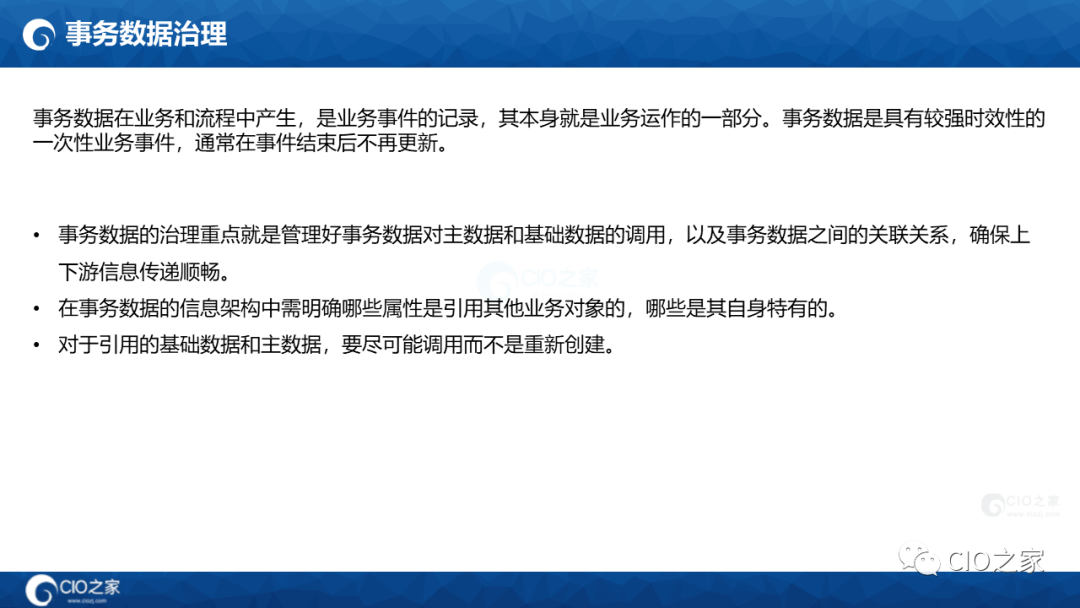 事务数据治理
事务数据在业务和流程中产生，是业务事件的记录，其本身就是业务运作的一部分。事务数据是具有较强时效性的
一次性业务事件，通常在事件结束后不再更新。
• 事务数据的治理重点就是管理好事务数据对主数据和基础数据的调用，以及事务数据之间的关联关系，确保上
下游信息传递顺畅。
CIO之家
• 在事务数据的信息架构中需明确哪些属性是引用其他业务对象的，哪些是其自身特有的。
• 对于引用的基础数据和主数据，要尽可能调用而不是重新创建。
CIO之家
www.ciozj.com
CIO之家
CIO之家
www.ciozj.com